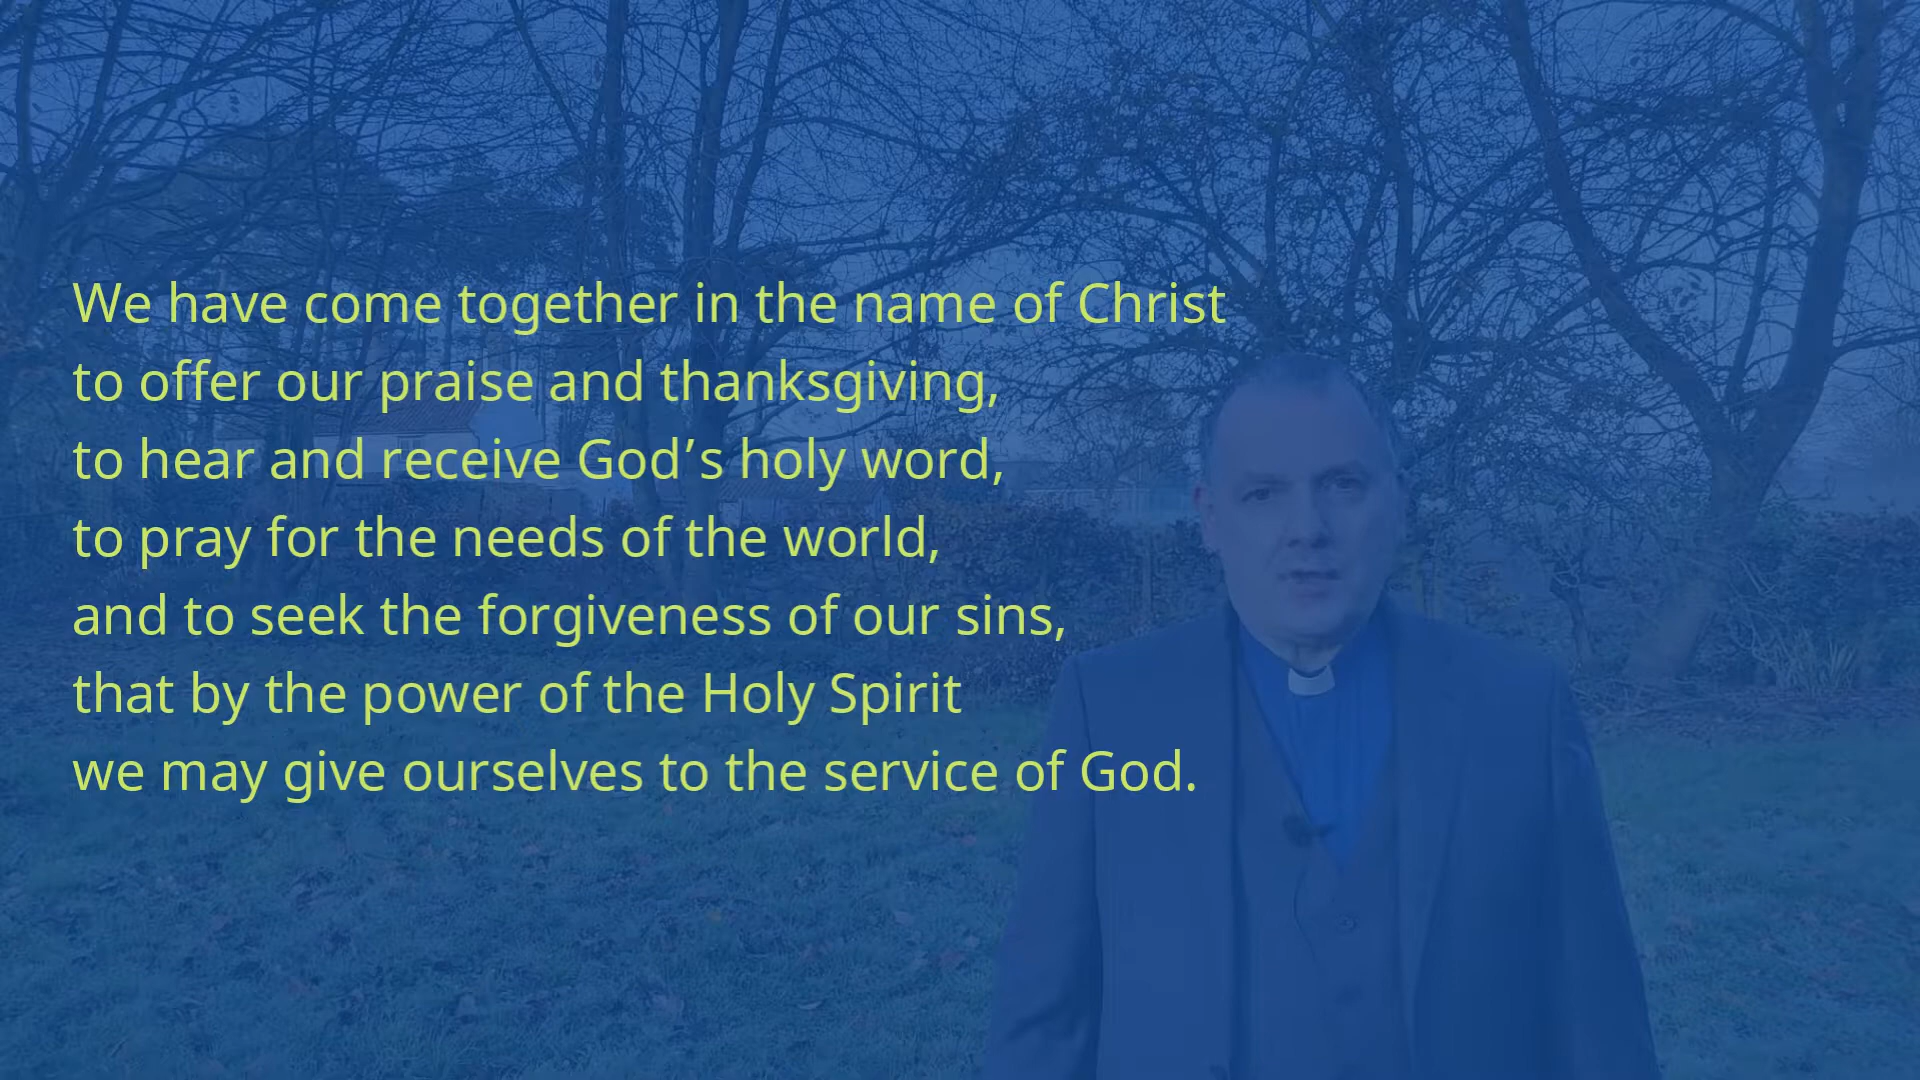 We have come together in the name of Christ
to offer our praise and thanksgiving,
to hear and receive God’s holy word,
to pray for the needs of the world,
and to seek the forgiveness of our sins,
that by the power of the Holy Spirit
we may give ourselves to the service of God.